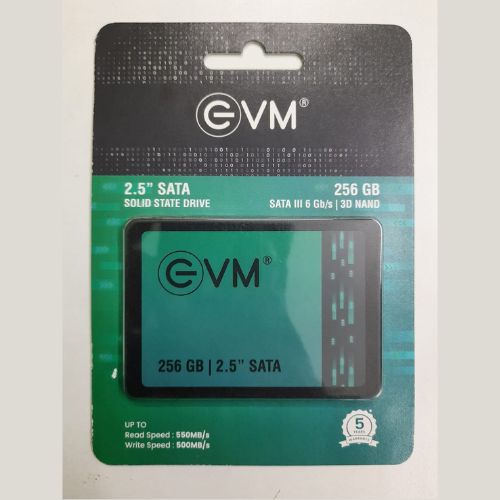 EVM®
2.5” SATA
SOLID STATE DRIVE
256 GB
SATA III 6 Gb/s | 3D NAND
EVM®
256 GB | 2.5” SATA
UP TO
Read Speed : 550MB/s
Write Speed : 500MB/s
5
YEARS